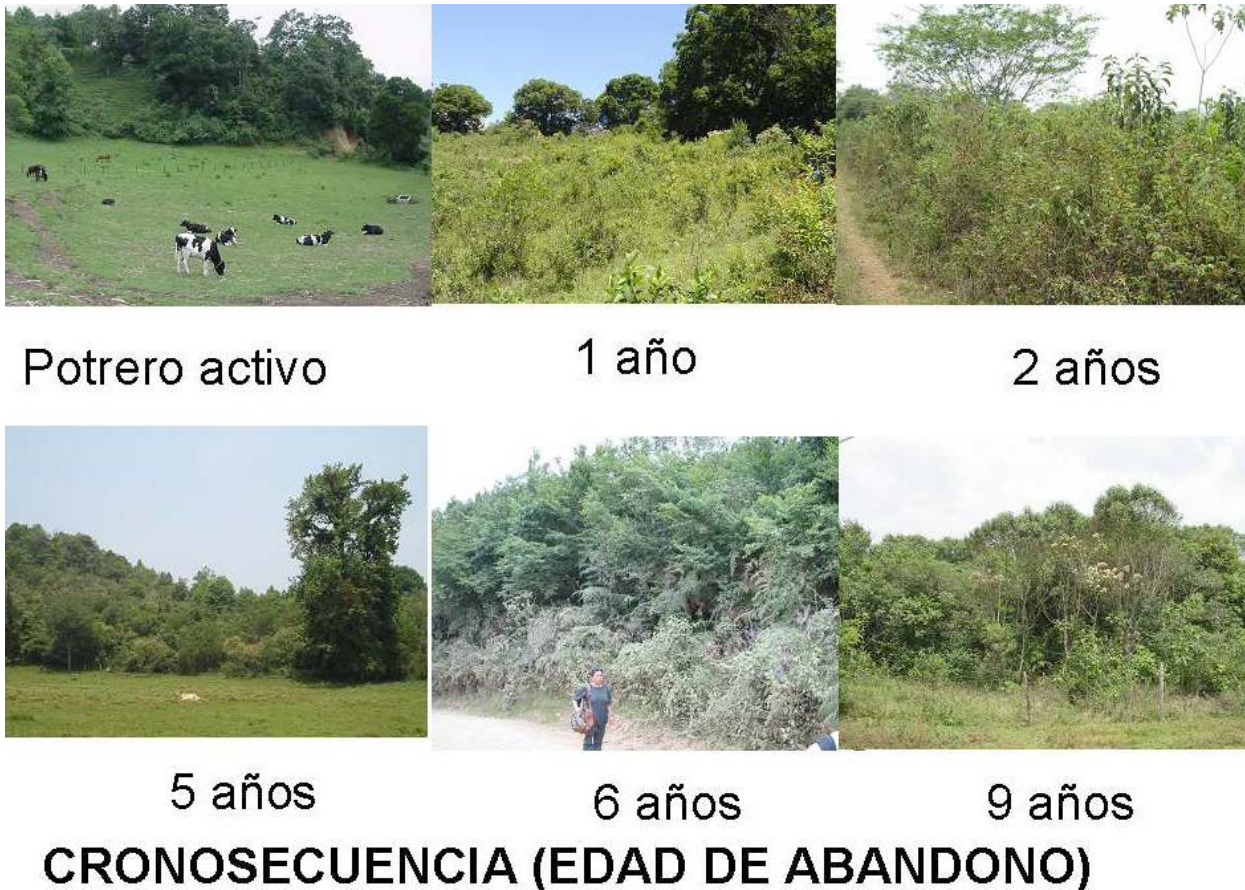 Potrero activo
1 año
2 años
5 años
6 años
9 años
CRONOSECUENCIA (EDAD DE ABANDONO)